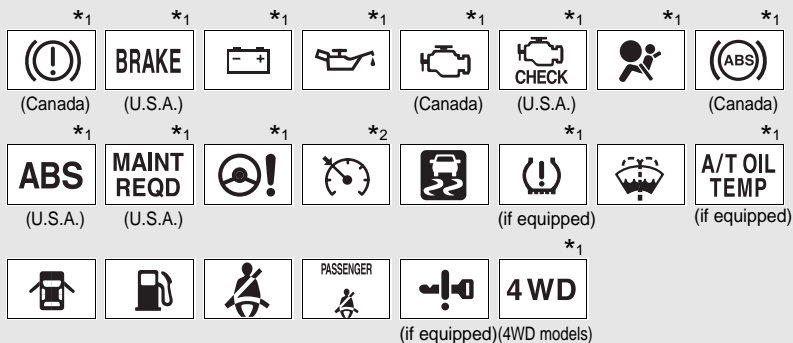 *1 *1 *1 *1 *1 *1 *1 *1
BRAKE
CHECK
ABS
(Canada) (U.S.A.) (Canada) (U.S.A.) (Canada)
*1 *1 *1 *2 *1 *1
ABS MAINT REQD A/T OIL TEMP
(U.S.A.) (U.S.A.) (if equipped) (if equipped)
*1
PASSENGER
4WD
(if equipped) (4WD models)